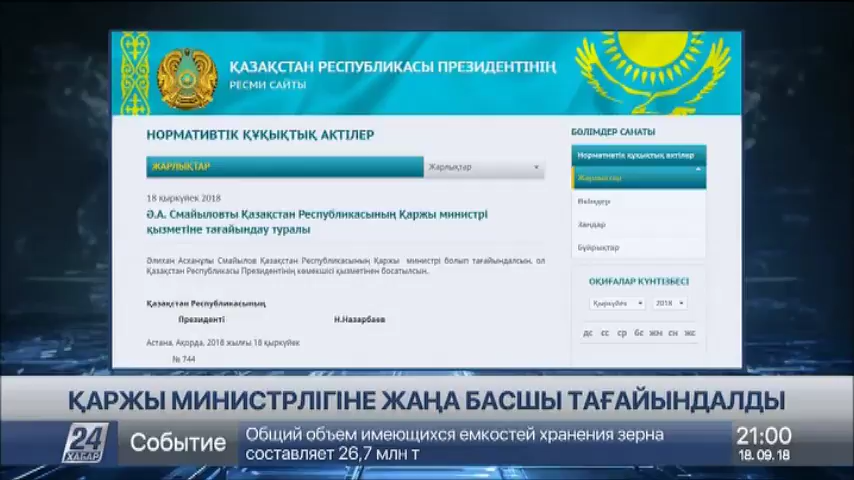 ҚАЗАҚСТАН РЕСПУБЛИКАСЫ ПРЕЗИДЕНТІНІҢ
РЕСМИ САЙТЫ
НОРМАТИВТІК ҚҰҚЫҚТЫҚ АКТІЛЕР
ЖАРЛЫҚТАР
Жарлықтар
18 қыркүйек 2018
Ә.А. Смайыловты Қазақстан Республикасының Қаржы министрі
қызметіне тағайындау туралы
Әлихан Асханұлы Смайылов Қазақстан Республикасының Қаржы министрі болып тағайындалсын, ол
Қазақстан Республикасы Президентінің көмекшісі қызметінен босатылсын.
Қазақстан Республикасының
Президенті Н.Назарбаев
Астана, Ақорда, 2018 жылғы 18 қыркүйек
№ 744
БӨЛІМДЕР САНАТЫ
Нормативтік құқықтық актілер
Жарлықтар
Өкімдер
Заңдар
Бұйрықтар
ОҚИҒАЛАР КҮНТІЗБЕСІ
Қыркүйек 2018
дс сс ср бс жм сн жс
ҚАРЖЫ МИНИСТРЛІГІНЕ ЖАҢА БАСШЫ ТАҒАЙЫНДАЛДЫ
24
ХАБАР
Событие
Общий объем имеющихся емкостей хранения зерна
составляет 26,7 млн т
21:00
18.09.18